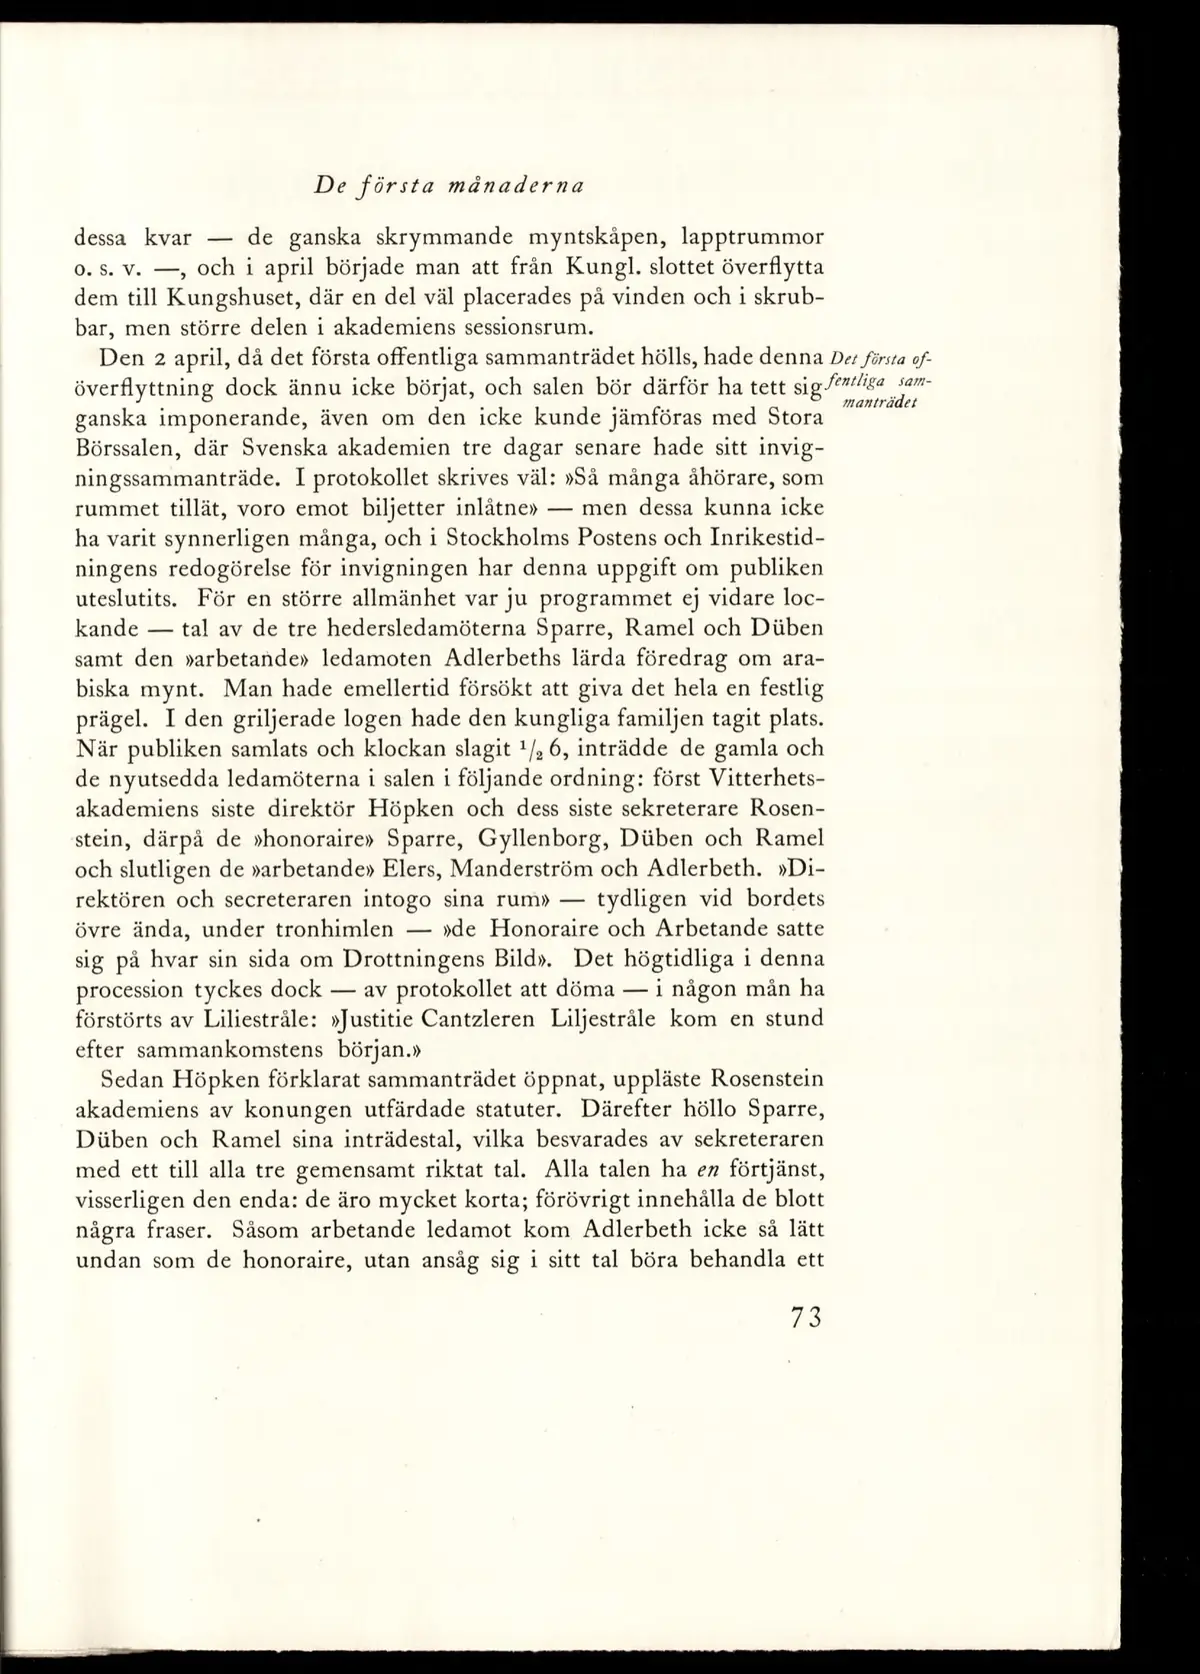 De första månaderna
dessa kvar — de ganska skrymmande myntskåpen, lapptrummor
o. s. v. —, och i april började man att från Kungl. slottet överflytta
dem till Kungshuset, där en del väl placerades på vinden och i skrub-
bar, men större delen i akademiens sessionsrum.
Den 2 april, då det första offentliga sammanträdet hölls, hade denna
överflyttning dock ännu icke börjat, och salen bör därför ha tett sig
ganska imponerande, även om den icke kunde jämföras med Stora
Börssalen, där Svenska akademien tre dagar senare hade sitt invig-
ningssammanträde. I protokollet skrives väl: »Så många åhörare, som
rummet tillät, voro emot biljetter inlåtne» — men dessa kunna icke
ha varit synnerligen många, och i Stockholms Postens och Inrikestid-
ningens redogörelse för invigningen har denna uppgift om publiken
uteslutits. För en större allmänhet var ju programmet ej vidare loc-
kande — tal av de tre hedersledamöterna Sparre, Ramel och Düben
samt den »arbetande» ledamoten Adlerbeths lärda föredrag om ara-
biska mynt. Man hade emellertid försökt att giva det hela en festlig
prägel. I den griljerade logen hade den kungliga familjen tagit plats.
När publiken samlats och klockan slagit 1/2 6, inträdde de gamla och
de nyutsedda ledamöterna i salen i följande ordning: först Vitterhets-
akademiens siste direktör Höpken och dess siste sekreterare Rosen-
stein, därpå de »honoraire» Sparre, Gyllenborg, Düben och Ramel
och slutligen de »arbetande» Elers, Manderström och Adlerbeth. »Di-
rektören och secreteraren intogo sina rum» — tydligen vid bordets
övre ända, under tronhimlen — »de Honoraire och Arbetande satte
sig på hvar sin sida om Drottningens Bild». Det högtidliga i denna
procession tyckes dock — av protokollet att döma — i någon mån ha
förstörts av Liliestråle: »Justitie Cantzleren Liljestråle kom en stund
efter sammankomstens början.»
Sedan Höpken förklarat sammanträdet öppnat, uppläste Rosenstein
akademiens av konungen utfärdade statuter. Därefter höllo Sparre,
Düben och Ramel sina inträdestal, vilka besvarades av sekreteraren
med ett till alla tre gemensamt riktat tal. Alla talen ha en förtjänst,
visserligen den enda: de äro mycket korta; förövrigt innehålla de blott
några fraser. Såsom arbetande ledamot kom Adlerbeth icke så lätt
undan som de honoraire, utan ansåg sig i sitt tal böra behandla ett
Det första of-
fentliga sam-
manträdet
73